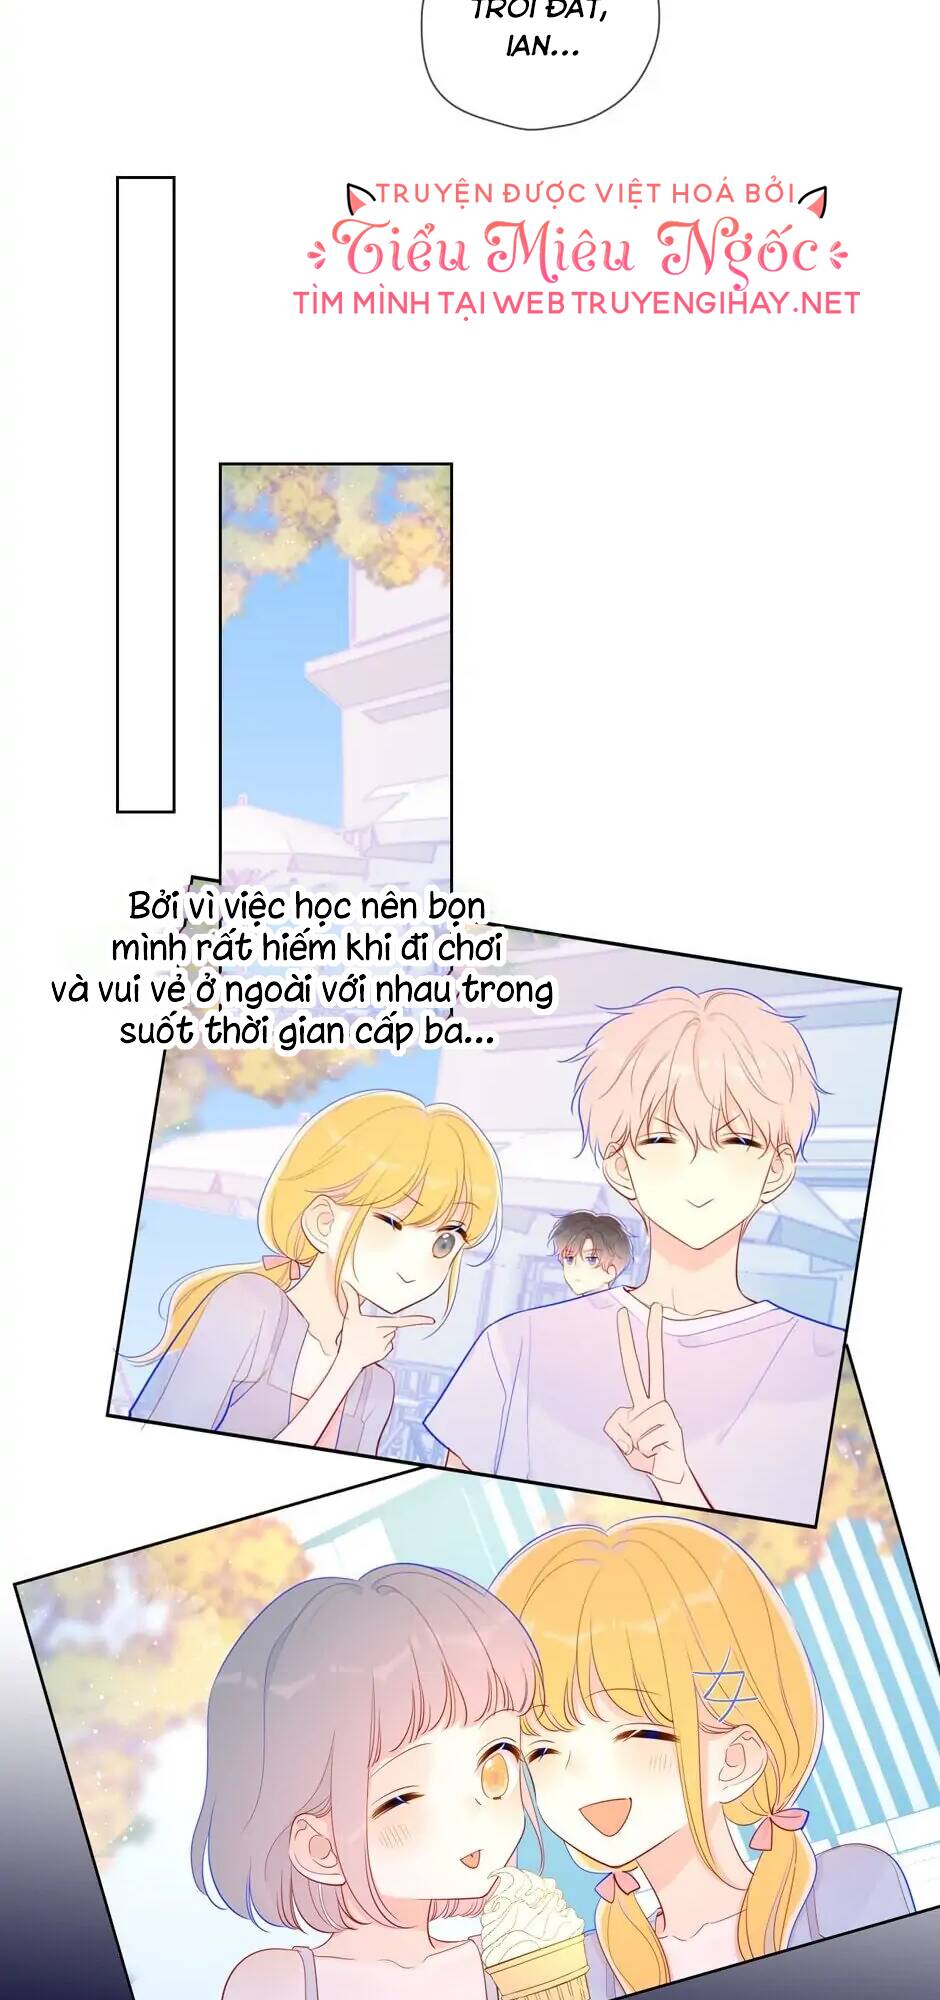 TRỜI ĐẤT,
IAN...
TRUYỆN ĐƯỢC VIỆT HOÁ BỞI
Tiểu Miêu Ngốc
TÌM MÌNH TẠI WEB TRUYENGIHAY.NET
Bởi vì việc học nên bọn
mình rất hiếm khi đi chơi
và vui vẻ ở ngoài với nhau trong
suốt thời gian cấp ba...